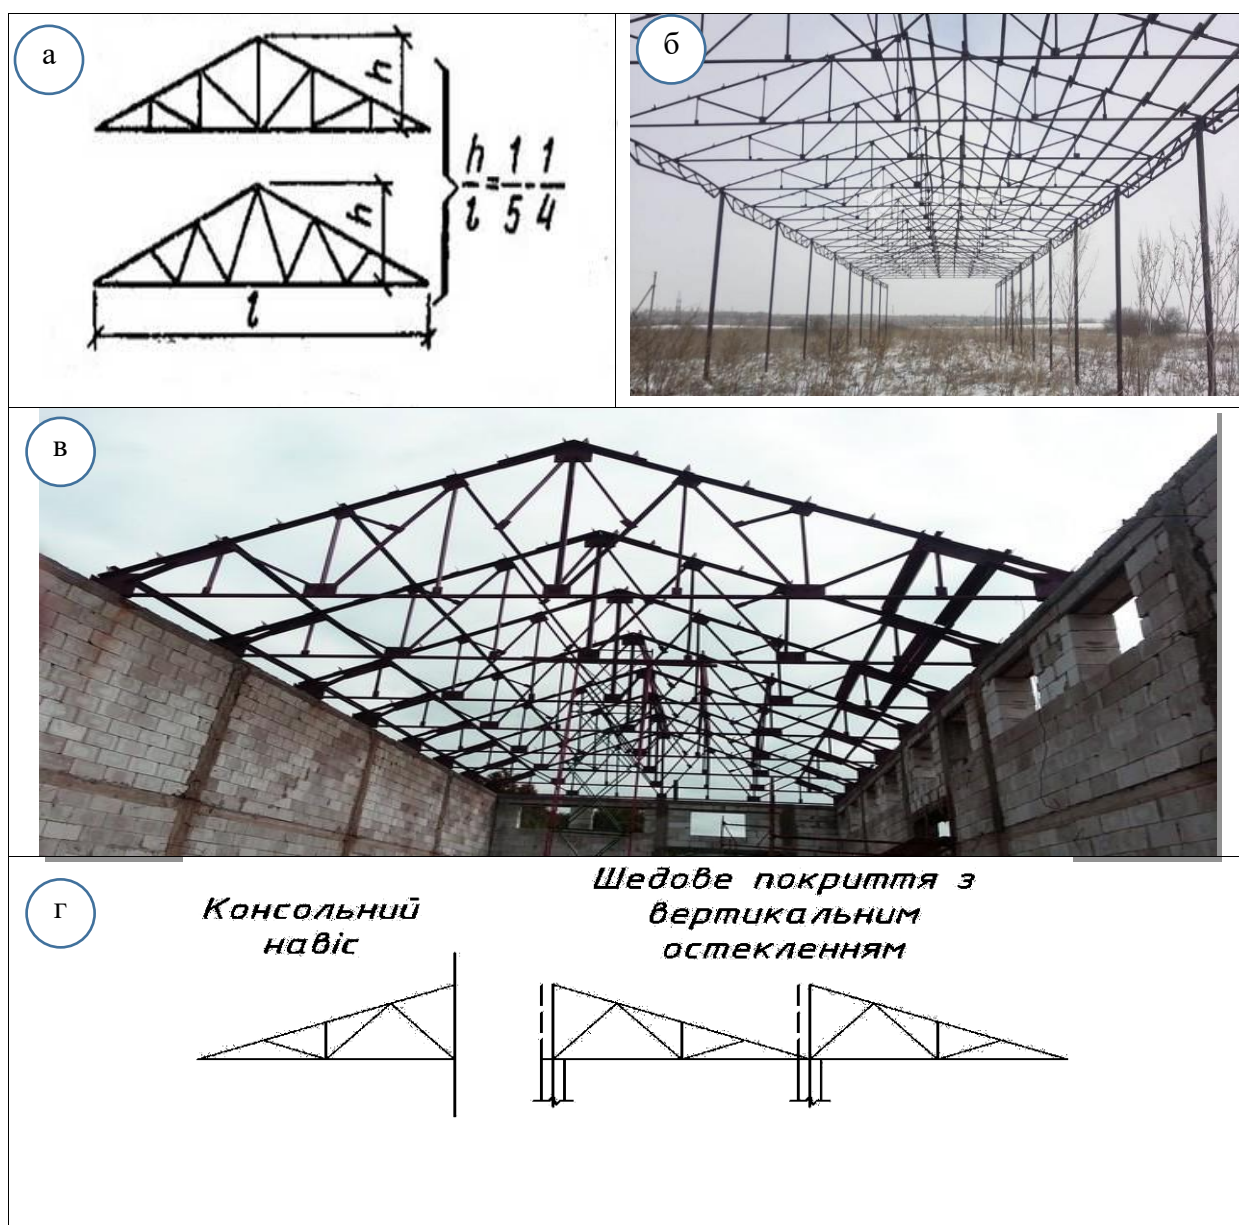 а
h
h/l = 1/5 - 1/4
h
l
б
в
г
Консольний
навіс
Шедове покриття з
вертикальним
остекленням